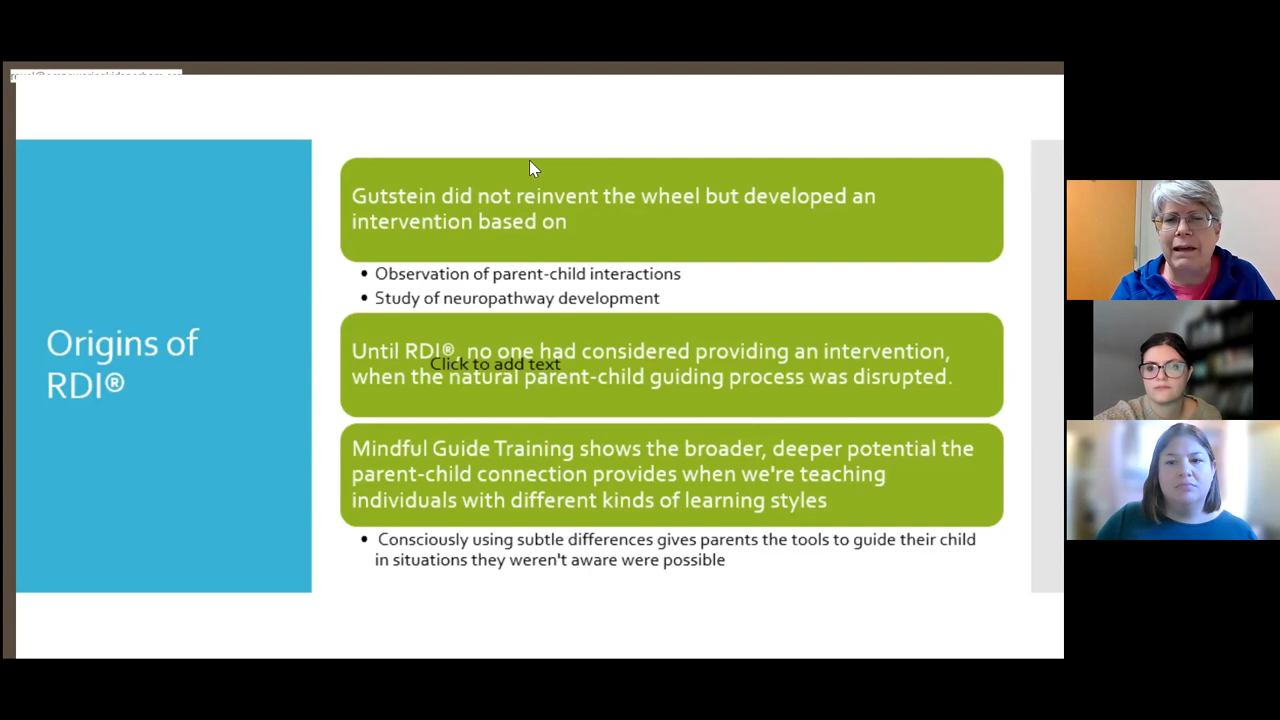 Origins of
RDI®
Gutstein did not reinvent the wheel but developed an
intervention based on
• Observation of parent-child interactions
• Study of neuropathway development
Until RDI®, no one had considered providing an intervention,
when the natural parent-child guiding process was disrupted.
Click to add text
Mindful Guide Training shows the broader, deeper potential the
parent-child connection provides when we're teaching
individuals with different kinds of learning styles
• Consciously using subtle differences gives parents the tools to guide their child
in situations they weren't aware were possible